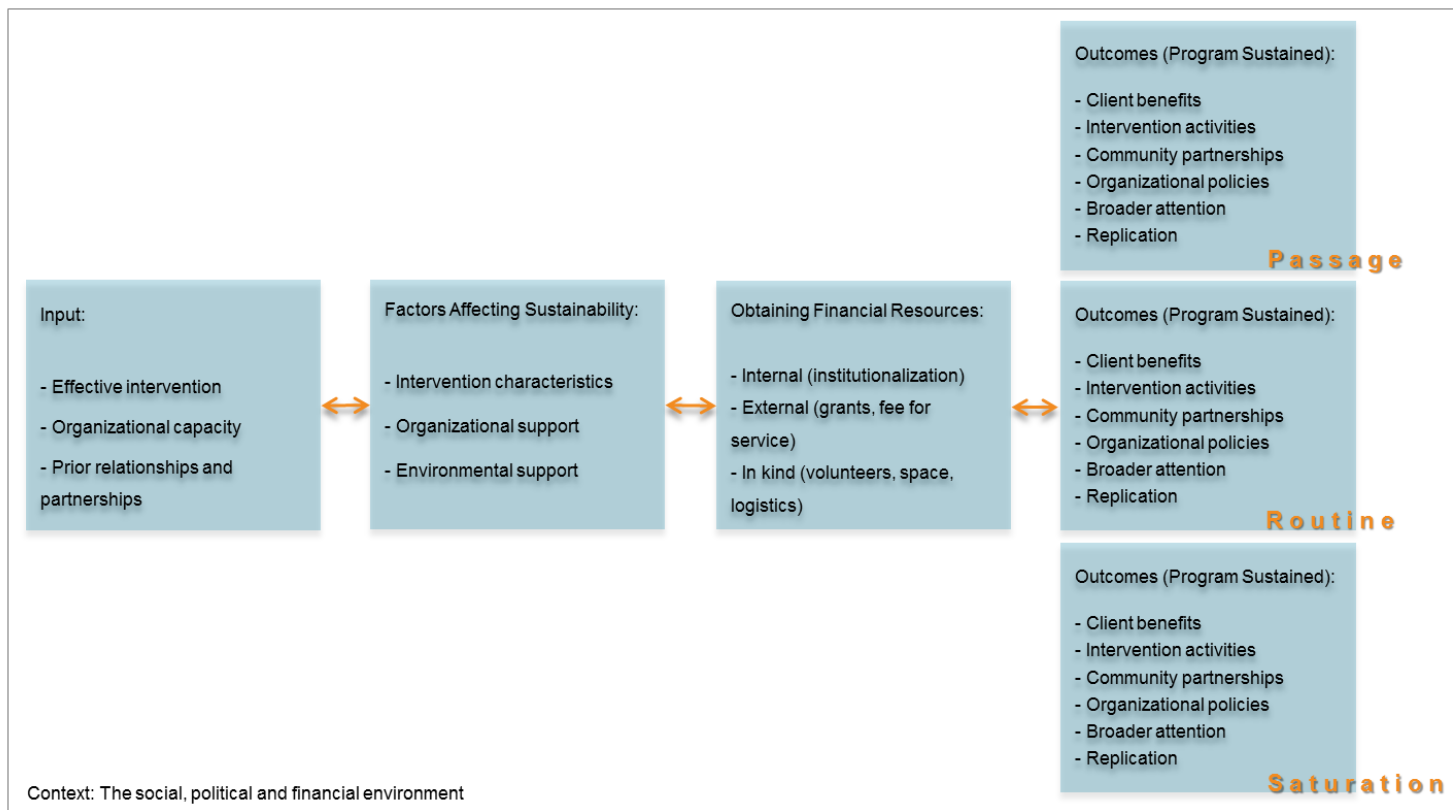 Input:
- Effective intervention
- Organizational capacity
- Prior relationships and
partnerships
Factors Affecting Sustainability:
- Intervention characteristics
- Organizational support
- Environmental support
Obtaining Financial Resources:
- Internal (institutionalization)
- External (grants, fee for
service)
- In kind (volunteers, space,
logistics)
Outcomes (Program Sustained):
- Client benefits
- Intervention activities
- Community partnerships
- Organizational policies
- Broader attention
- Replication
Passage
Outcomes (Program Sustained):
- Client benefits
- Intervention activities
- Community partnerships
- Organizational policies
- Broader attention
- Replication
Routine
Outcomes (Program Sustained):
- Client benefits
- Intervention activities
- Community partnerships
- Organizational policies
- Broader attention
- Replication
Saturation
Context: The social, political and financial environment